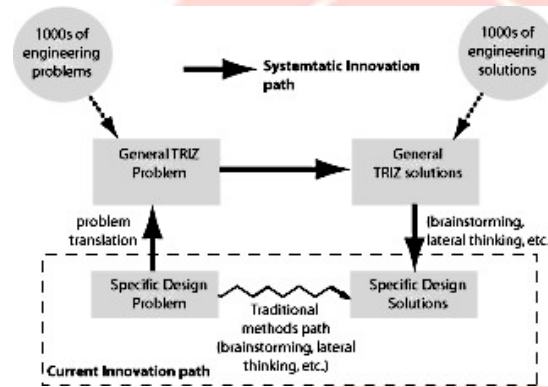 1000s of
engineering
problems
Systemtatic Innovation
path
1000s of
engineering
solutions
General TRIZ
Problem
General
TRIZ solutions
problem
translation
(brainstorming,
lateral thinking, etc.
Specific Design
Problem
Specific Design
Solutions
Traditional
methods path
(brainstorming, lateral
thinking, etc.)
Current Innovation path